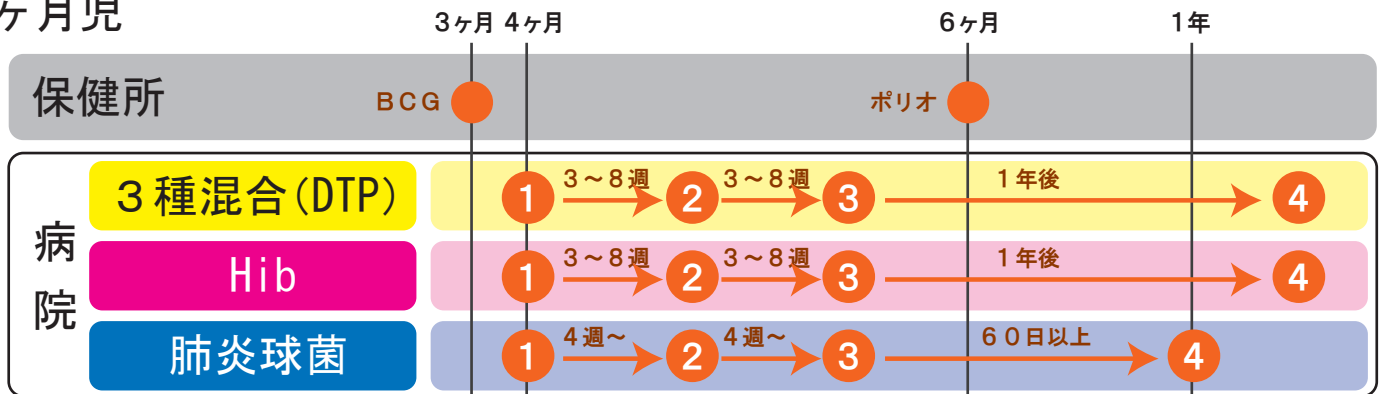 ヶ月児
3ヶ月 4ヶ月 6ヶ月 1年
保健所 BCG ポリオ
病院
3種混合(DTP) 1 3～8週 2 3～8週 3 1年後 4
Hib 1 3～8週 2 3～8週 3 1年後 4
肺炎球菌 1 4週～ 2 4週～ 3 60日以上 4